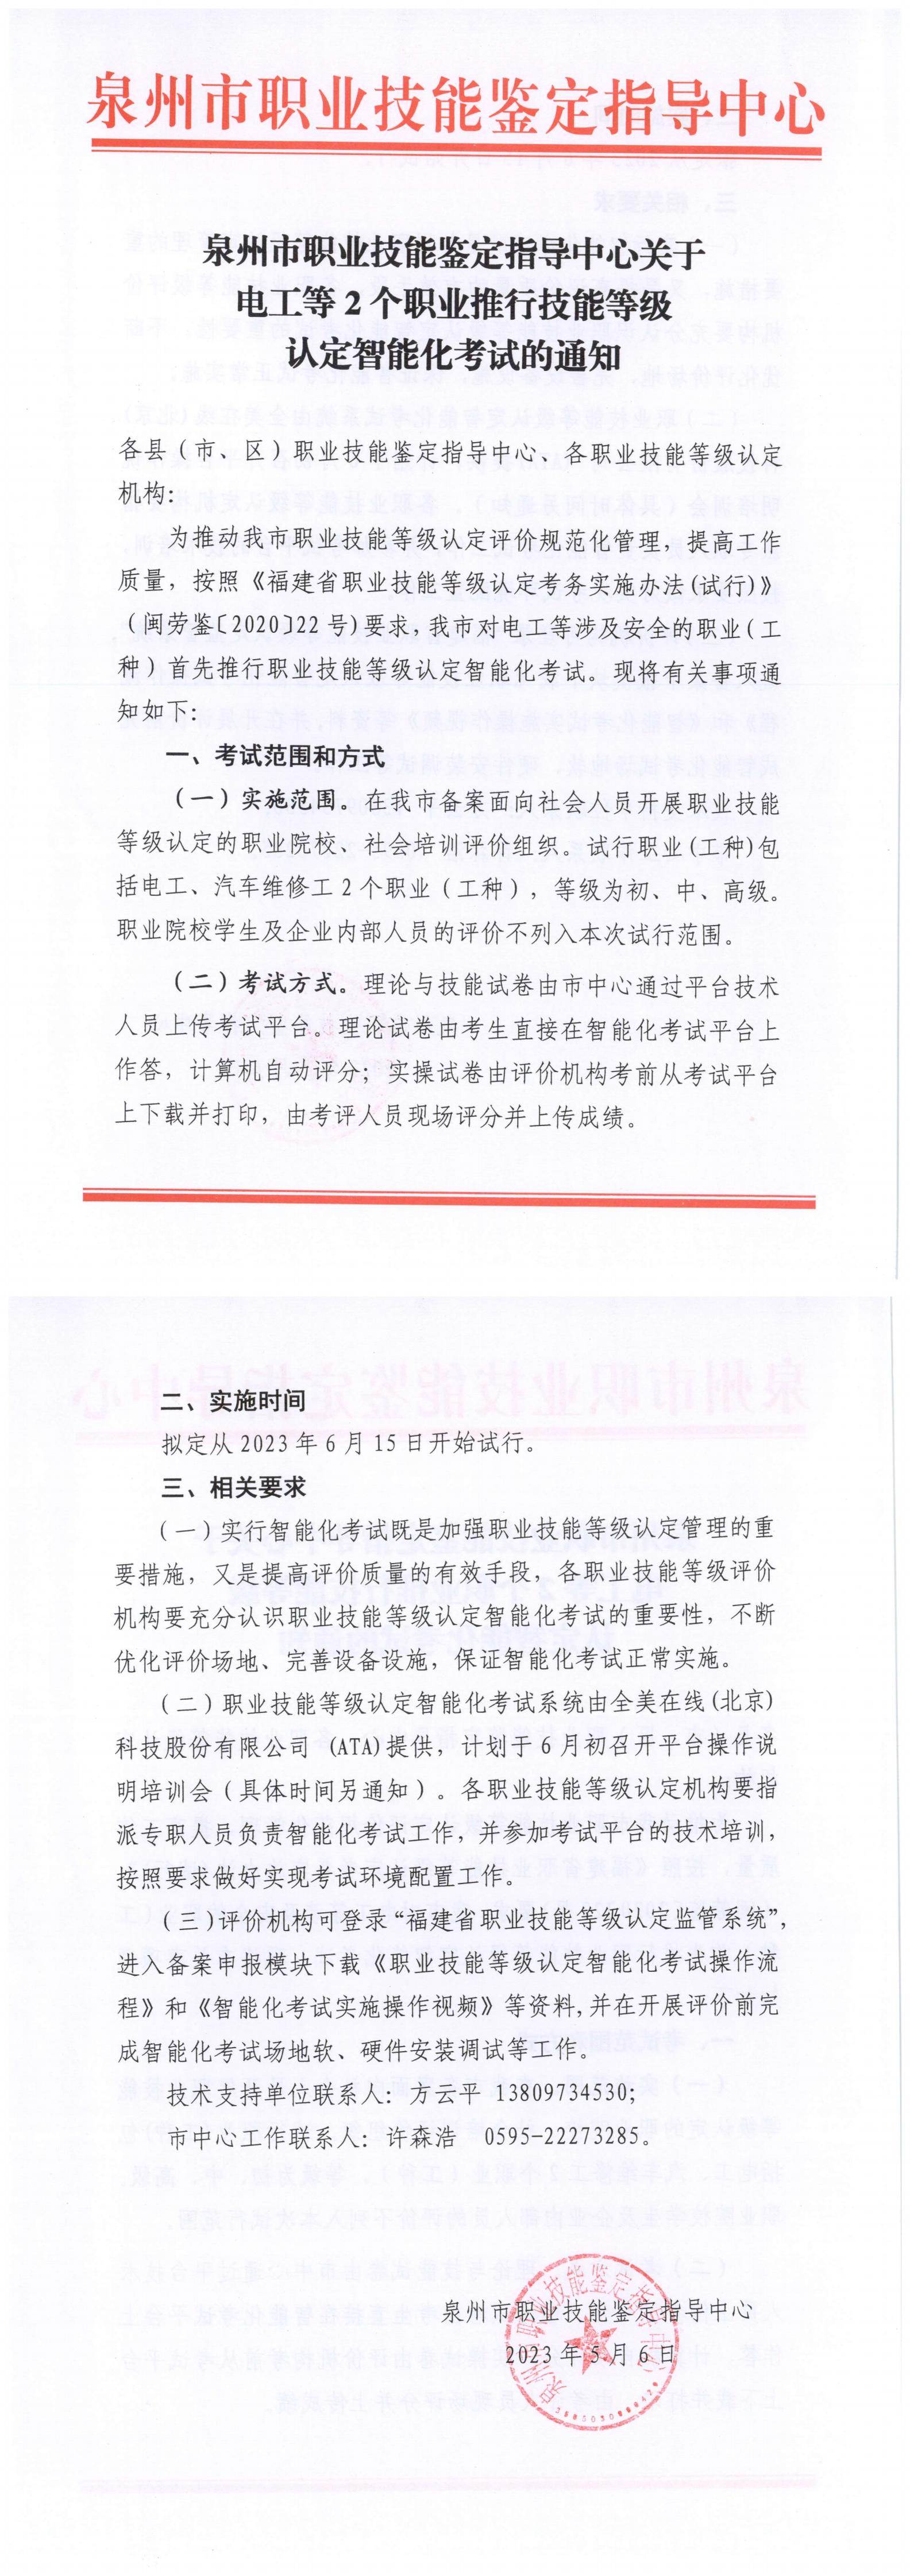 泉州市职业技能鉴定指导中心
泉州市职业技能鉴定指导中心关于
电工等2个职业推行技能等级
认定智能化考试的通知
各县（市、区）职业技能鉴定指导中心、各职业技能等级认定
机构：
为推动我市职业技能等级认定评价规范化管理，提高工作
质量，按照《福建省职业技能等级认定考务实施办法(试行)》
（闽劳鉴〔2020〕22号)要求，我市对电工等涉及安全的职业（工
种）首先推行职业技能等级认定智能化考试。现将有关事项通
知如下：
一、考试范围和方式
（一）实施范围。在我市备案面向社会人员开展职业技能
等级认定的职业院校、社会培训评价组织。试行职业(工种)包
括电工、汽车维修工2个职业（工种），等级为初、中、高级。
职业院校学生及企业内部人员的评价不列入本次试行范围。
（二）考试方式。理论与技能试卷由市中心通过平台技术
人员上传考试平台。理论试卷由考生直接在智能化考试平台上
作答，计算机自动评分；实操试卷由评价机构考前从考试平台
上下载并打印，由考评人员现场评分并上传成绩。
二、实施时间
拟定从2023年6月15日开始试行。
三、相关要求
（一）实行智能化考试既是加强职业技能等级认定管理的重
要措施，又是提高评价质量的有效手段，各职业技能等级评价
机构要充分认识职业技能等级认定智能化考试的重要性，不断
优化评价场地、完善设备设施，保证智能化考试正常实施。
（二）职业技能等级认定智能化考试系统由全美在线(北京)
科技股份有限公司 (ATA)提供，计划于6月初召开平台操作说
明培训会（具体时间另通知）。各职业技能等级认定机构要指
派专职人员负责智能化考试工作，并参加考试平台的技术培训，
按照要求做好实现考试环境配置工作。
（三）评价机构可登录“福建省职业技能等级认定监管系统”，
进入备案申报模块下载《职业技能等级认定智能化考试操作流
程》和《智能化考试实施操作视频》等资料,并在开展评价前完
成智能化考试场地软、硬件安装调试等工作。
技术支持单位联系人：方云平 13809734530；
市中心工作联系人：许森浩 0595-22273285。
泉州市职业技能鉴定指导中心
2023年5月6日
泉州市职业技能鉴定指导中心